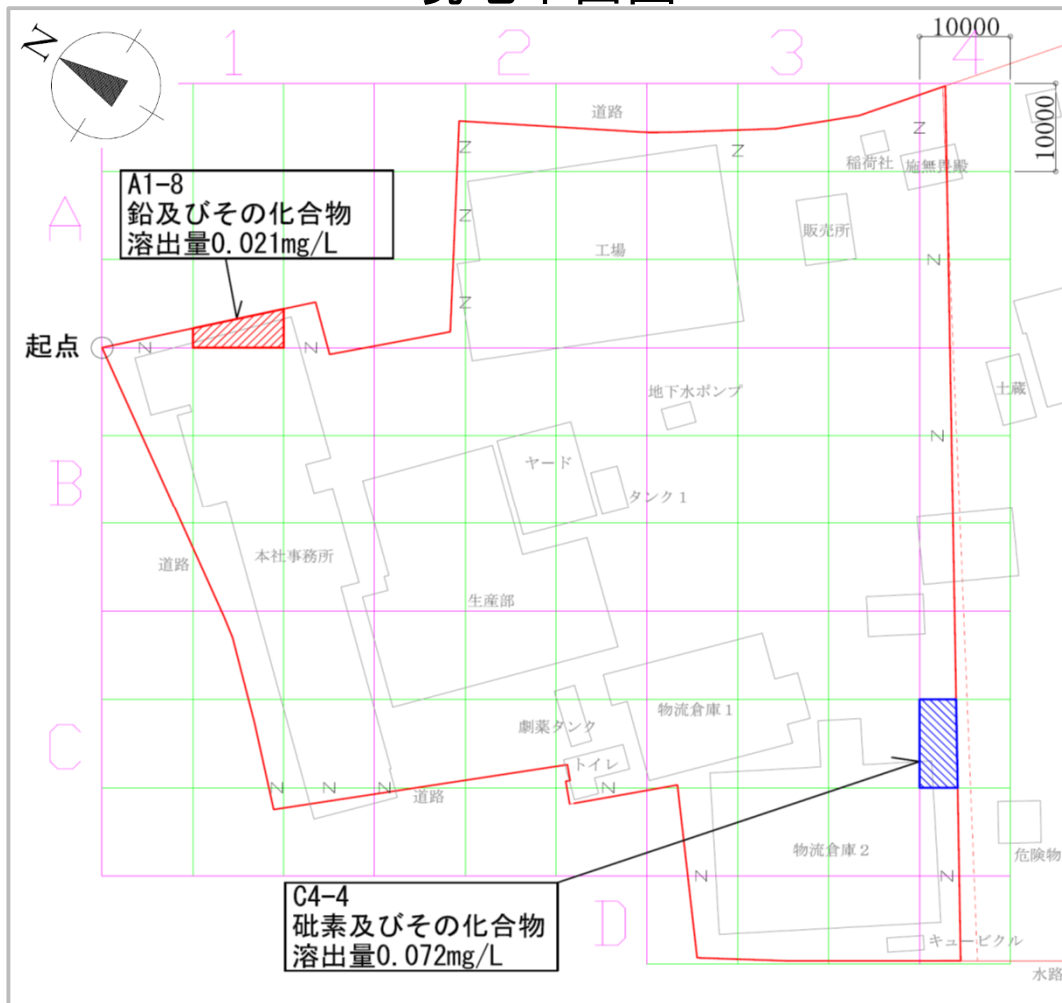 10000
N
1
2
3
4
10000
道路
稲荷社
施無畏殿
A1-8
鉛及びその化合物
溶出量0.021mg/L
A
工場
販売所
起点
地下水ポンプ
土蔵
B
ヤード
タンク1
道路
本社事務所
生産部
物流倉庫1
劇薬タンク
C
トイレ
道路
物流倉庫2
危険物
C4-4
砒素及びその化合物
溶出量0.072mg/L
D
キュービクル
水路